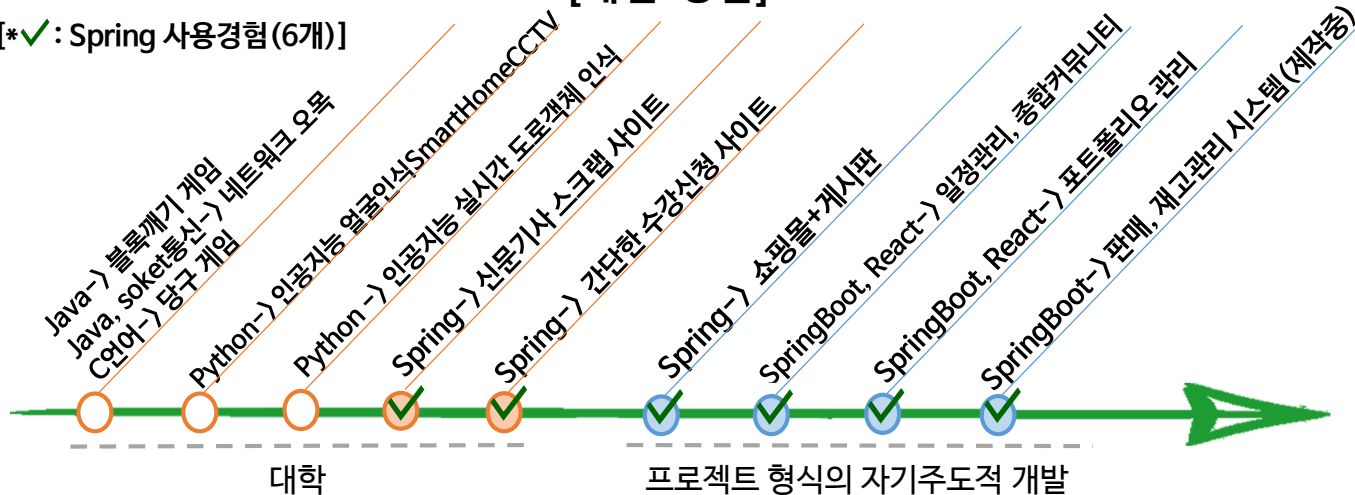 [*✓: Spring 사용경험(6개)]
Java-> 블록깨기 게임
Java, soket통신-> 네트워크 오목
C언어-> 당구 게임
Python-> 인공지능 얼굴인식SmartHomeCCTV
Python -> 인공지능 실시간 도로객체 인식
Spring-> 신문기사 스크랩 사이트
Spring-> 간단한 수강신청 사이트
Spring-> 쇼핑몰+게시판
SpringBoot, React-> 일정관리, 종합커뮤니티
SpringBoot, React-> 포트폴리오 관리
SpringBoot-> 판매, 재고관리 시스템(제작중)
대학
프로젝트 형식의 자기주도적 개발